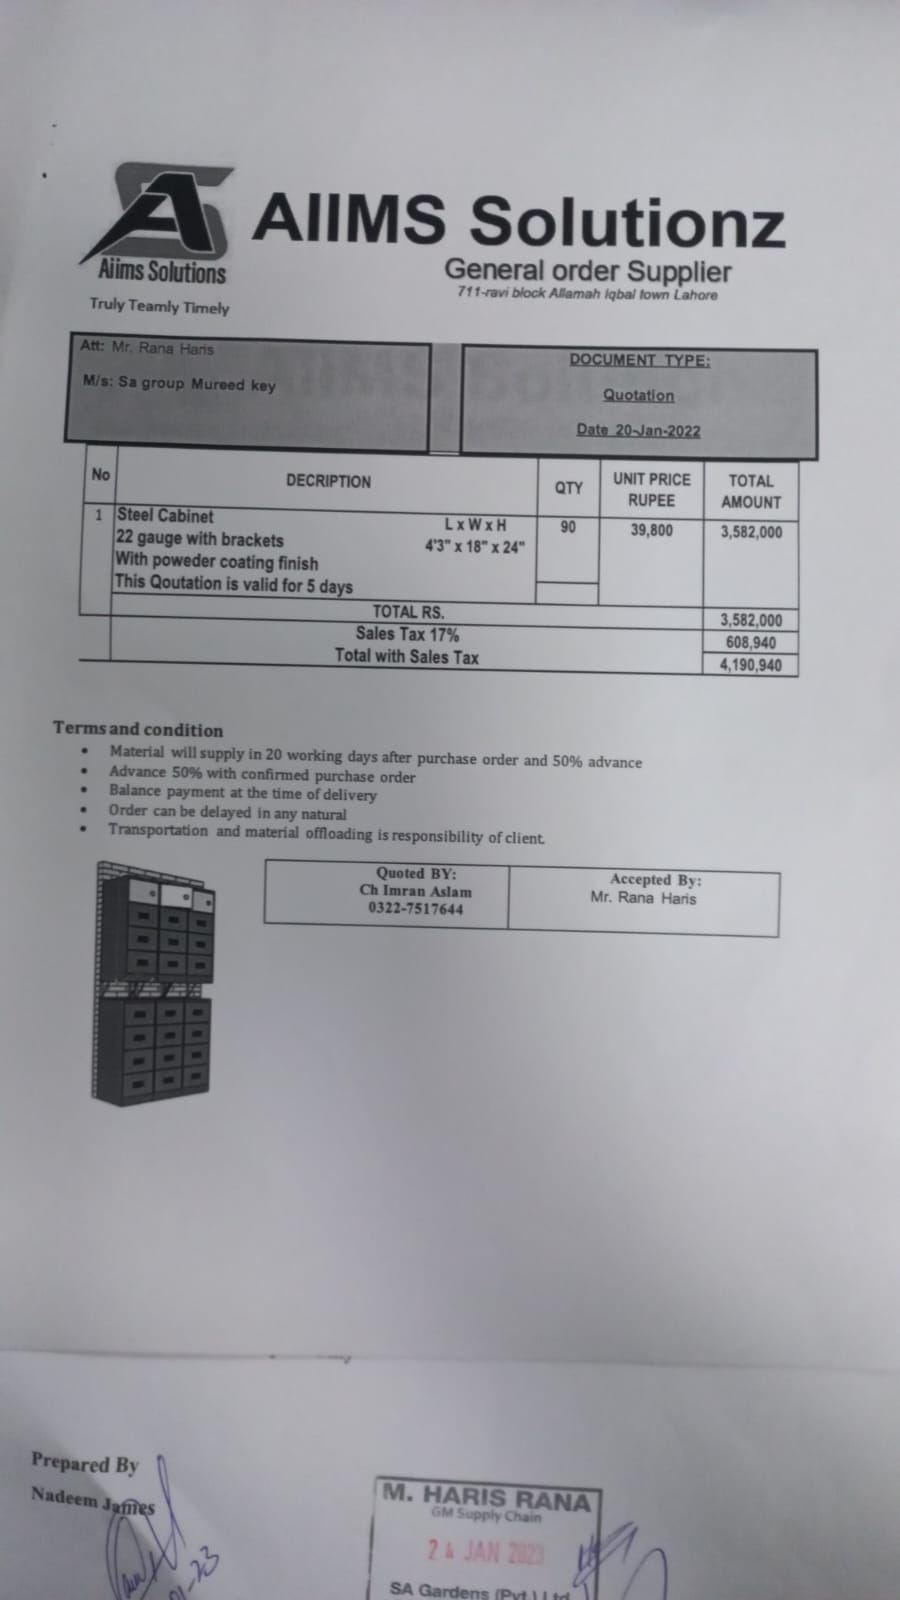 AIIMS Solutionz
Aiims Solutions
General order Supplier
711-ravi block Allamah iqbal town Lahore
Truly Teamly Timely
Att: Mr. Rana Haris
M/s: Sa group Mureed key
DOCUMENT TYPE:
Quotation
Date 20-Jan-2022
No DECRIPTION QTY UNIT PRICE RUPEE TOTAL AMOUNT
1 Steel Cabinet L x W x H 90 39,800 3,582,000
22 gauge with brackets 4'3" x 18" x 24"
With poweder coating finish
This Qoutation is valid for 5 days
TOTAL RS. 3,582,000
Sales Tax 17% 608,940
Total with Sales Tax 4,190,940
Terms and condition
• Material will supply in 20 working days after purchase order and 50% advance
• Advance 50% with confirmed purchase order
• Balance payment at the time of delivery
• Order can be delayed in any natural
• Transportation and material offloading is responsibility of client.
Quoted BY:
Ch Imran Aslam
0322-7517644
Accepted By:
Mr. Rana Haris
Prepared By
Nadeem James
M. HARIS RANA
GM Supply Chain
24 JAN 2023
SA Gardens (Pvt.) Ltd